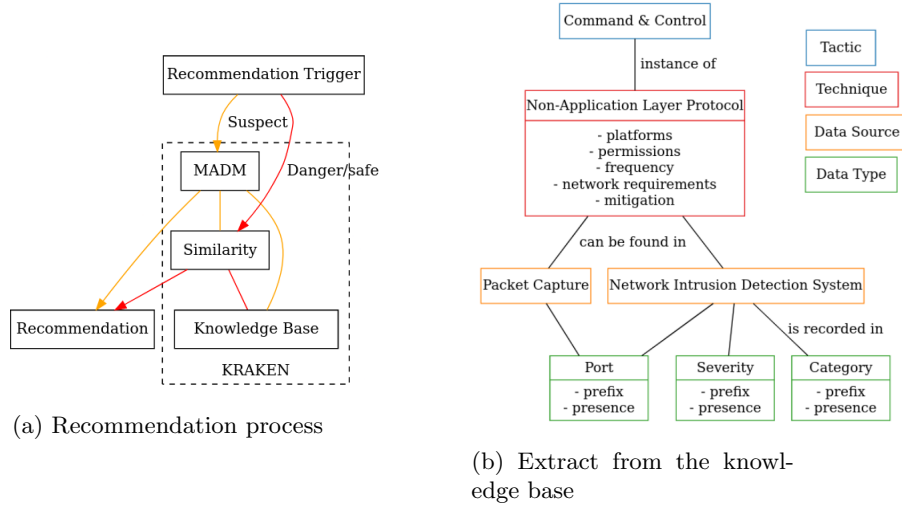 Recommendation Trigger
Suspect
MADM
Danger/safe
Similarity
Recommendation
Knowledge Base
KRAKEN
(a) Recommendation process
Command & Control
instance of
Non-Application Layer Protocol
- platforms
- permissions
- frequency
- network requirements
- mitigation
can be found in
Packet Capture
Network Intrusion Detection System
is recorded in
Port
- prefix
- presence
Severity
- prefix
- presence
Category
- prefix
- presence
Tactic
Technique
Data Source
Data Type
(b) Extract from the knowl-
edge base